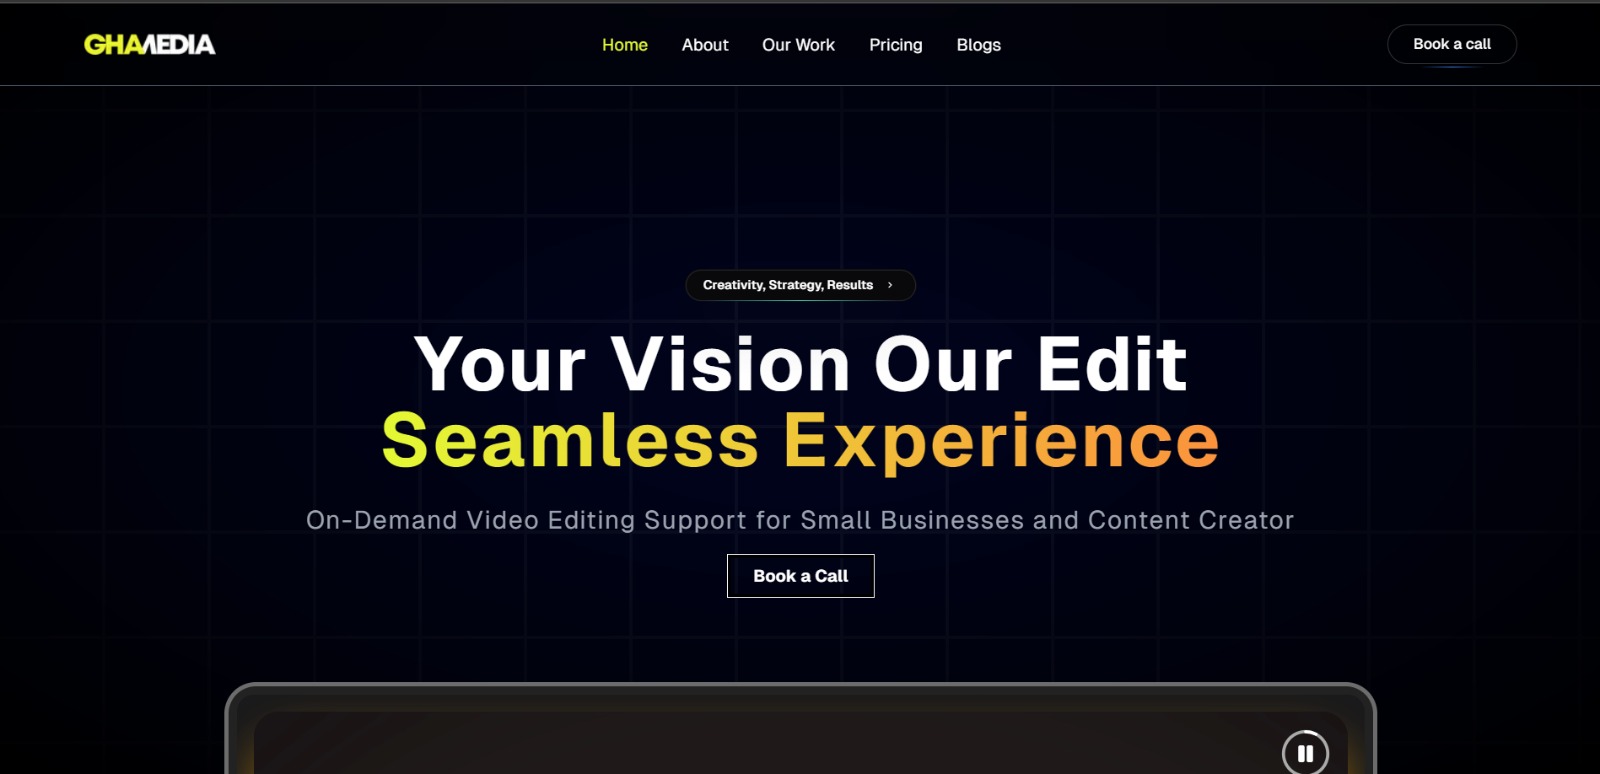 GHAMEDIA
Home
About
Our Work
Pricing
Blogs
Book a call
Creativity, Strategy, Results
Your Vision Our Edit
Seamless Experience
On-Demand Video Editing Support for Small Businesses and Content Creator
Book a Call